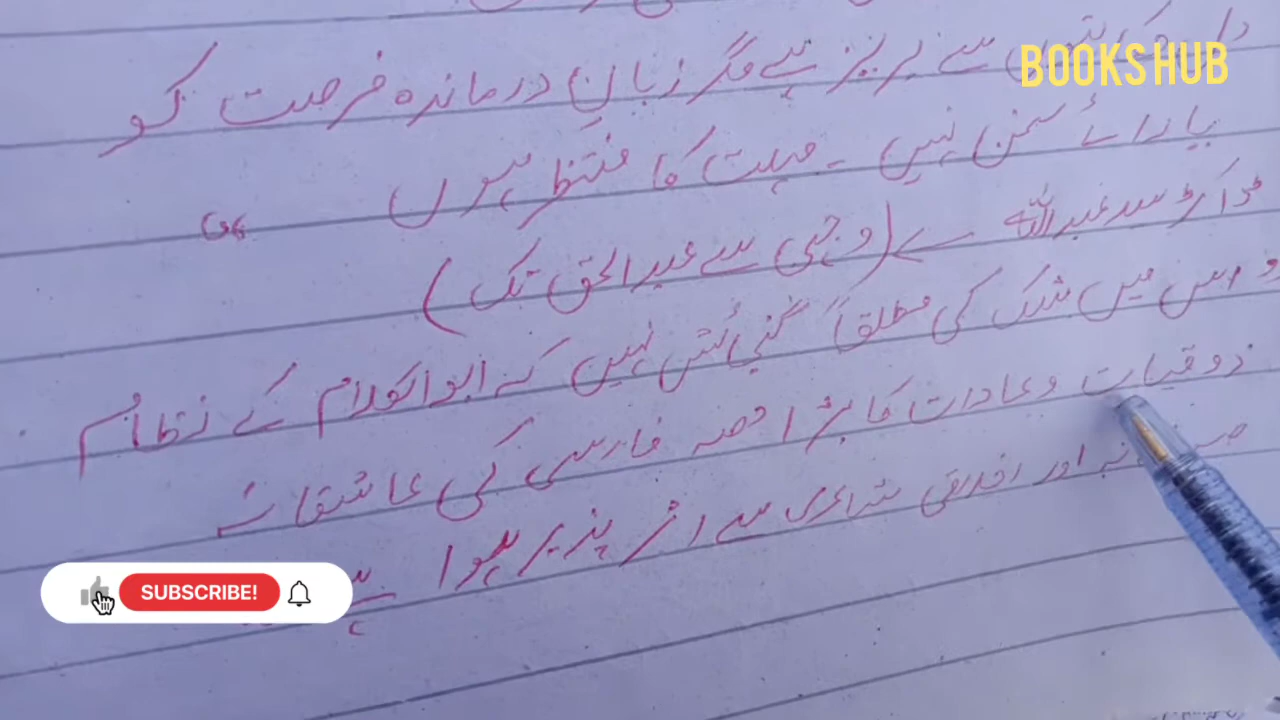 BOOKS HUB
سے لبریز ہے مگر زبانِ درماندہ فرصت کو
یارائے سخن نہیں ۔ مہلت کا منتظر ہوں "
ڈاکٹر سید عبداللہ ے (وجہی سے عبدالحق تک)
" اس میں شک کی مطلقاً گنجائش نہیں کہ ابوالکلام کے نظامِ
ذوقیات و عادات کا بڑا حصہ فارسی کی عاشقانہ
اور اخلاقی شاعری سے اثر پذیر ہوا ہے
SUBSCRIBE!